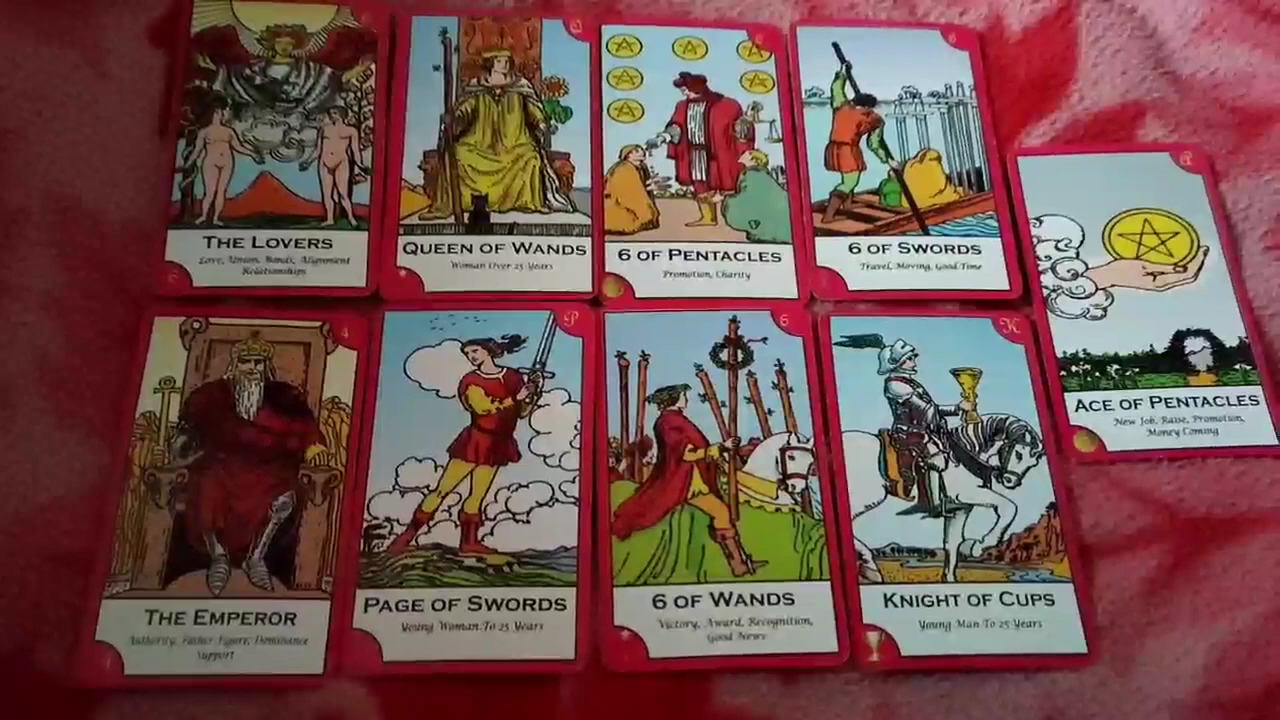 THE LOVERS
Love, Union, Bonds, Alignment
Relationships
Q
QUEEN OF WANDS
Woman Over 25 Years
6 OF PENTACLES
Promotion, Charity
6
6 OF SWORDS
Travel, Moving, Good Time
ACE OF PENTACLES
New Job, Raise, Promotion,
Money Coming
4
THE EMPEROR
Authority, Father Figure, Dominance
Support
P
PAGE OF SWORDS
Young Woman To 25 Years
6
6 OF WANDS
Victory, Award, Recognition,
Good News
K
KNIGHT OF CUPS
Young Man To 25 Years